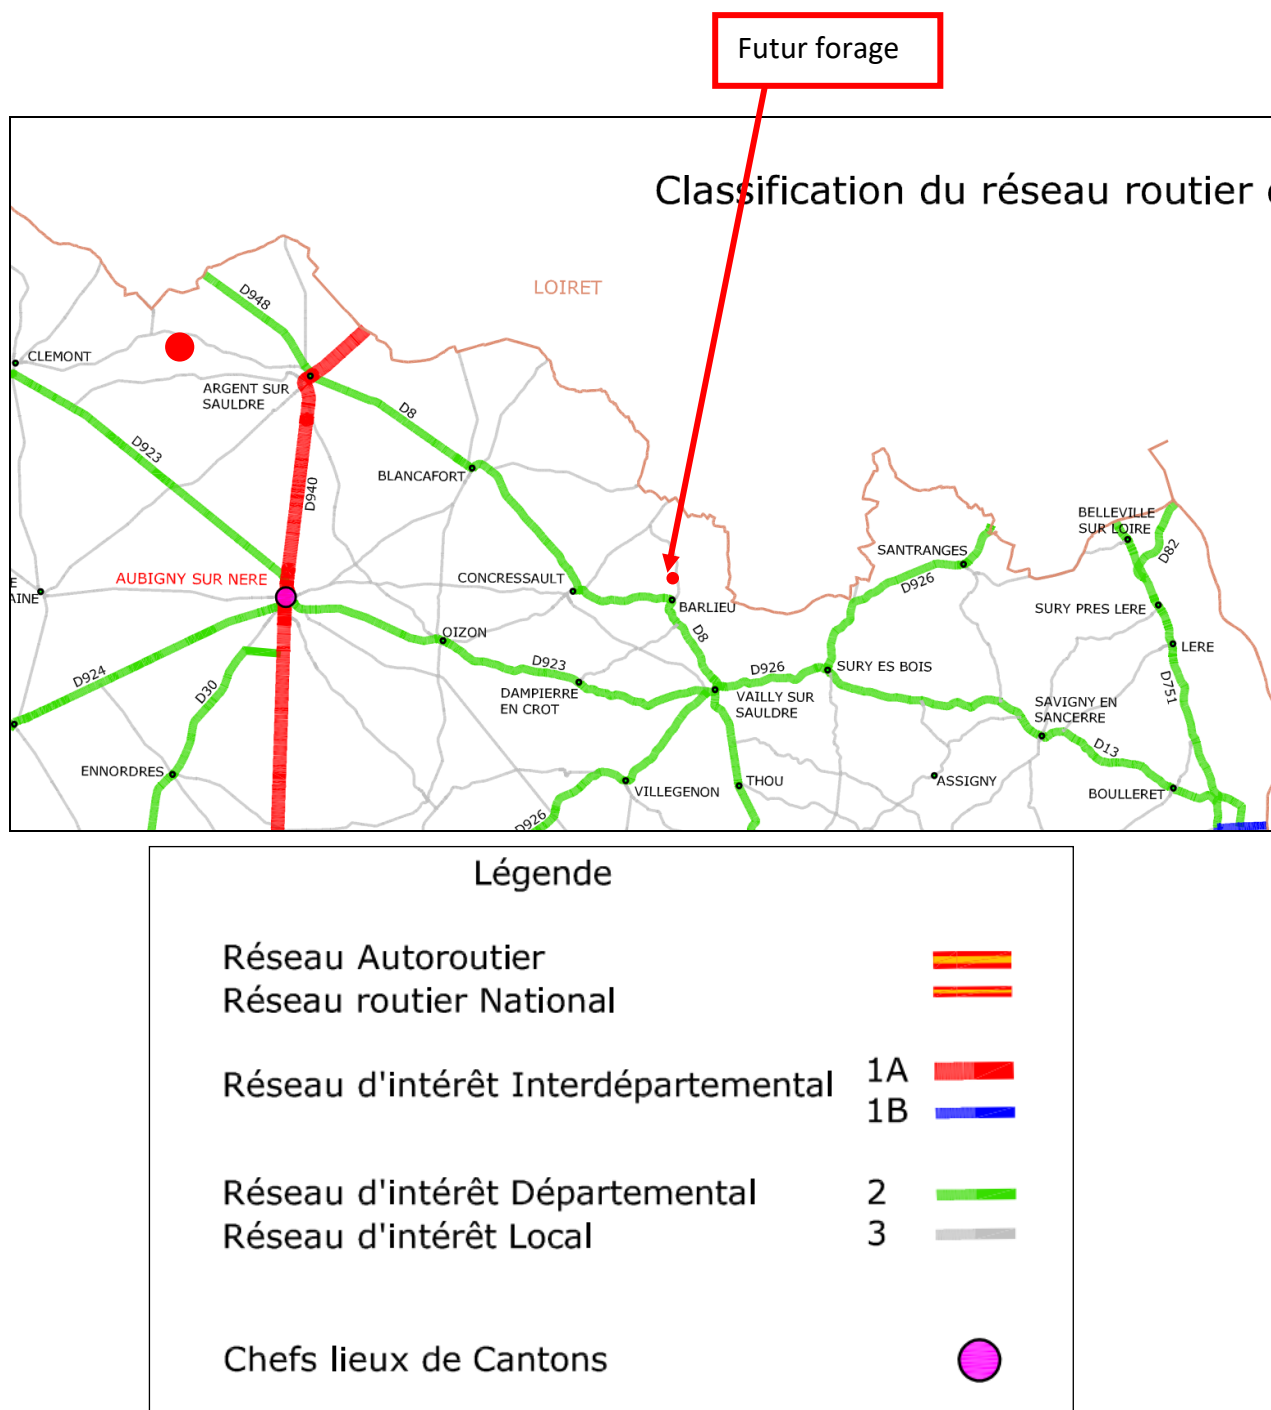 Futur forage
Classification du réseau routier
LOIRET
D948
CLEMONT
ARGENT SUR
SAULDRE
D8
D923
BLANCAFORT
D940
BELLEVILLE
SUR LOIRE
D82
SANTRANGES
D926
AUBIGNY SUR NERE
CONCRESSAULT
BARLIEU
SURY PRES LERE
OIZON
D8
LERE
D924
D30
D923
D926
SURY ES BOIS
D751
DAMPIERRE
EN CROT
VAILLY SUR
SAULDRE
SAVIGNY EN
SANCERRE
D13
ENNORDRES
VILLEGENON
THOU
ASSIGNY
BOULLERET
D926
Légende
Réseau Autoroutier
Réseau routier National
Réseau d'intérêt Interdépartemental 1A
1B
Réseau d'intérêt Départemental 2
Réseau d'intérêt Local 3
Chefs lieux de Cantons